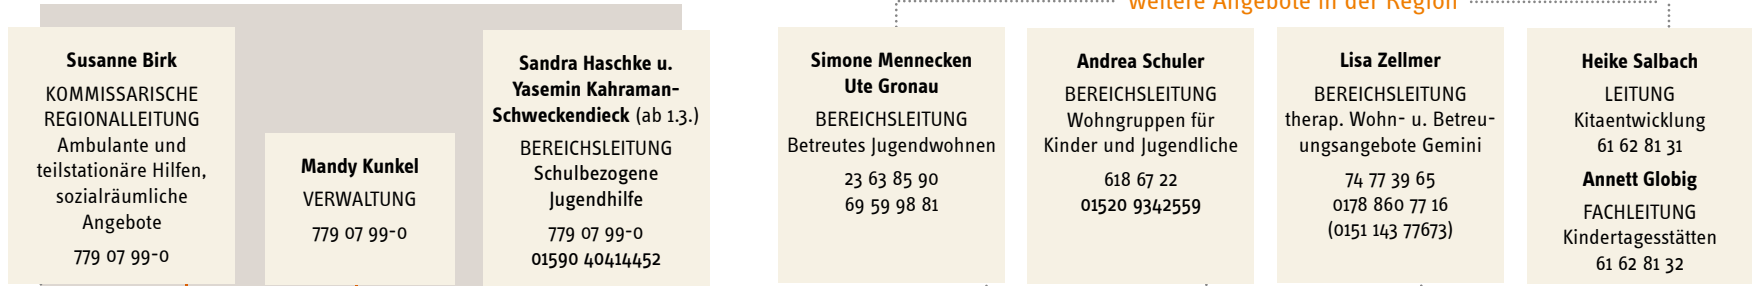 weitere Angebote in der Region
Susanne Birk
KOMMISSARISCHE
REGIONALLEITUNG
Ambulante und
teilstationäre Hilfen,
sozialräumliche
Angebote
779 07 99-0
Mandy Kunkel
VERWALTUNG
779 07 99-0
Sandra Haschke u.
Yasemin Kahraman-
Schweckendieck (ab 1.3.)
BEREICHSLEITUNG
Schulbezogene
Jugendhilfe
779 07 99-0
01590 40414452
Simone Mennecken
Ute Gronau
BEREICHSLEITUNG
Betreutes Jugendwohnen
23 63 85 90
69 59 98 81
Andrea Schuler
BEREICHSLEITUNG
Wohngruppen für
Kinder und Jugendliche
618 67 22
01520 9342559
Lisa Zellmer
BEREICHSLEITUNG
therap. Wohn- u. Betreu-
ungsangebote Gemini
74 77 39 65
0178 860 77 16
(0151 143 77673)
Heike Salbach
LEITUNG
Kitaentwicklung
61 62 81 31
Annett Globig
FACHLEITUNG
Kindertagesstätten
61 62 81 32